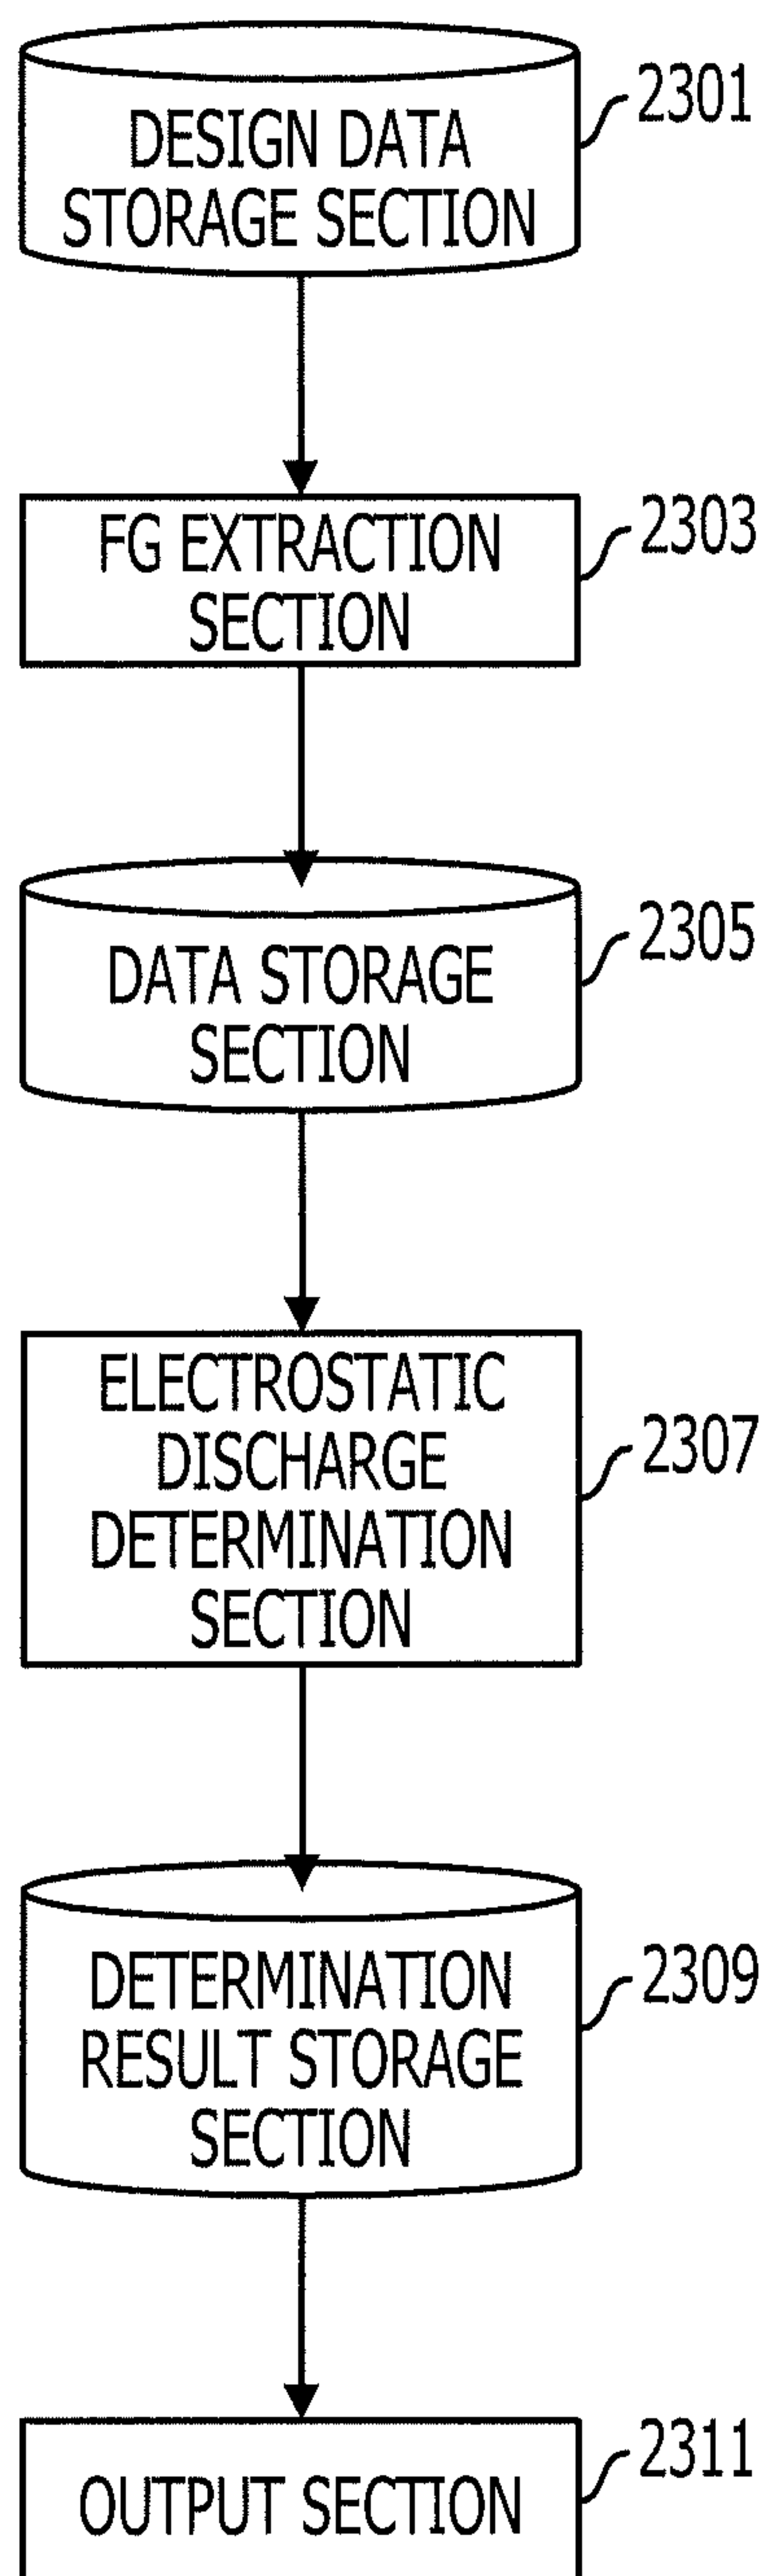 2301
DESIGN DATA
STORAGE SECTION
2303
FG EXTRACTION
SECTION
2305
DATA STORAGE
SECTION
2307
ELECTROSTATIC
DISCHARGE
DETERMINATION
SECTION
2309
DETERMINATION
RESULT STORAGE
SECTION
2311
OUTPUT SECTION